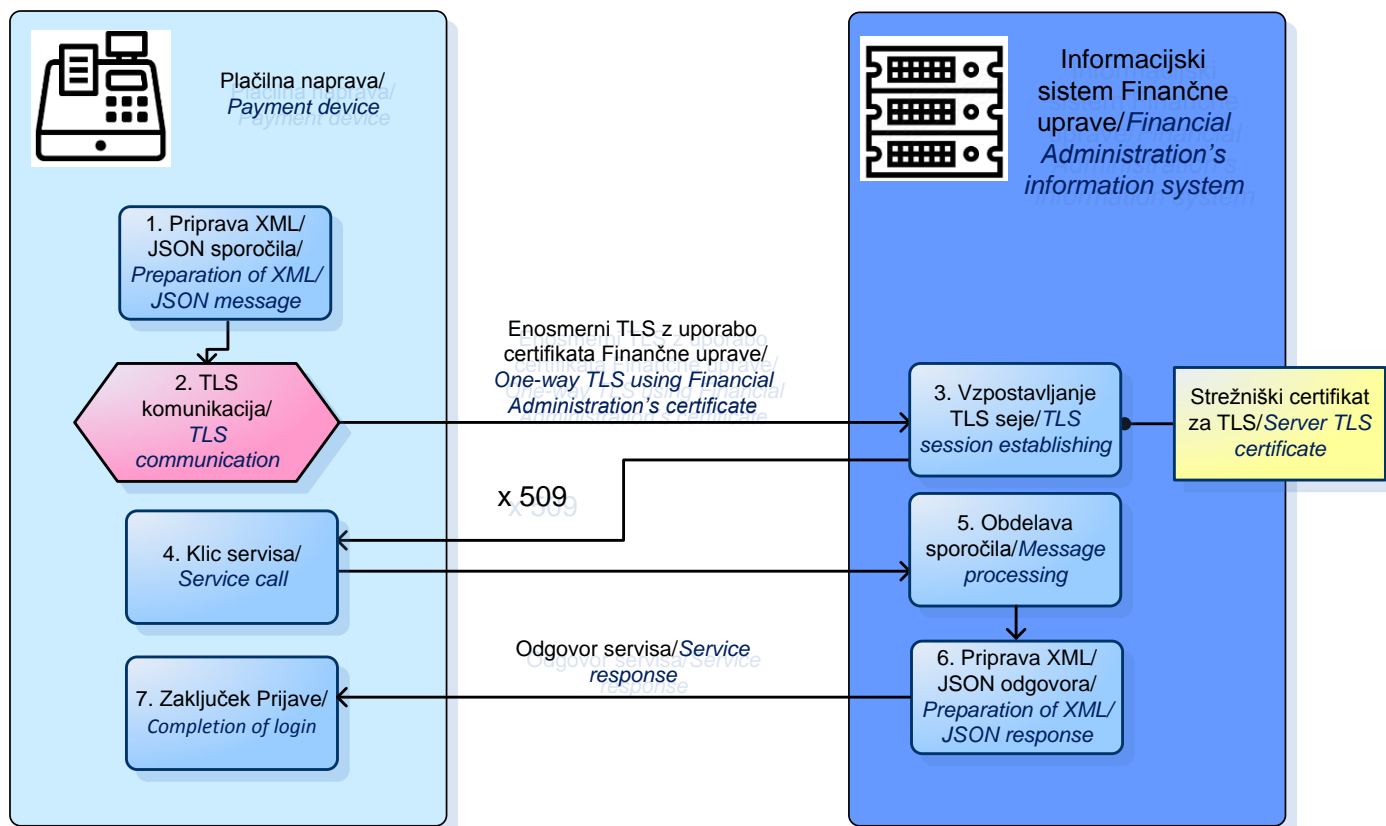 Plačilna naprava/
Payment device
Informacijski
sistem Finančne
uprave/Financial
Administration's
information system
1. Priprava XML/
JSON sporočila/
Preparation of XML/
JSON message
Enosmerni TLS z uporabo
certifikata Finančne uprave/
One-way TLS using Financial
Administration's certificate
2. TLS
komunikacija/
TLS
communication
3. Vzpostavljanje
TLS seje/TLS
session establishing
Strežniški certifikat
za TLS/Server TLS
certificate
x 509
4. Klic servisa/
Service call
5. Obdelava
sporočila/Message
processing
Odgovor servisa/Service
response
6. Priprava XML/
JSON odgovora/
Preparation of XML/
JSON response
7. Zaključek Prijave/
Completion of login